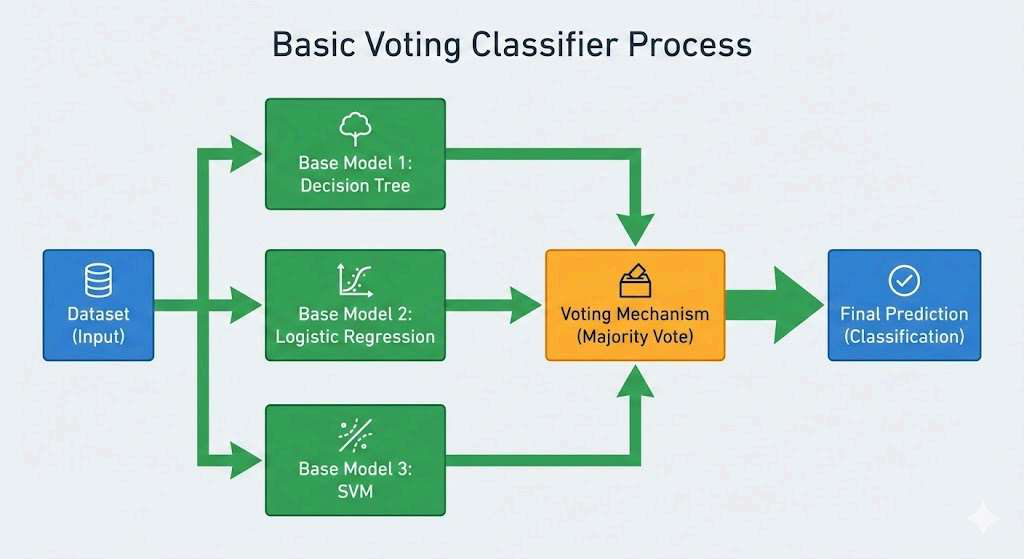 Basic Voting Classifier Process
Base Model 1:
Decision Tree
Dataset
(Input)
Base Model 2:
Logistic Regression
Voting Mechanism
(Majority Vote)
Final Prediction
(Classification)
Base Model 3:
SVM